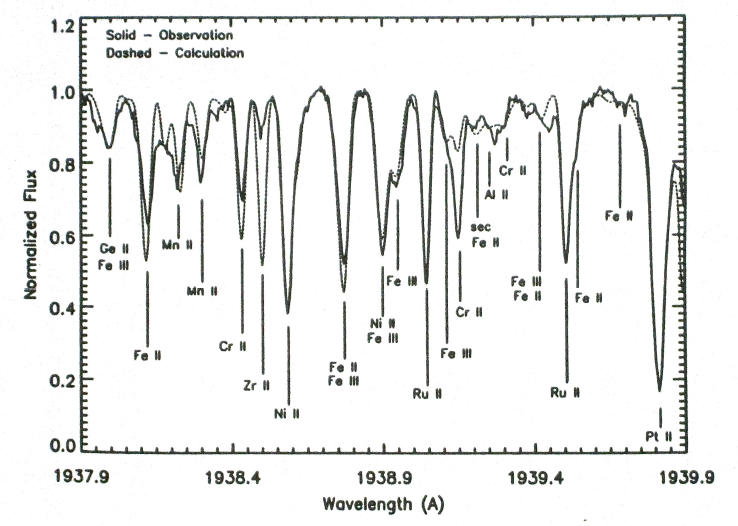 1.2
Solid – Observation
Dashed – Calculation
1.0
0.8
0.6
0.4
0.2
0.0
Normalized Flux
Ge II
Fe III
Fe II
Mn II
Mn II
Cr II
Zr II
Ni II
Fe II
Fe III
Ni II
Fe III
Fe III
Ru II
Fe III
Cr II
sec
Fe II
Al II
Cr II
Fe III
Fe II
Ru II
Fe II
Fe II
Pt II
1937.9
1938.4
1938.9
1939.4
1939.9
Wavelength (A)